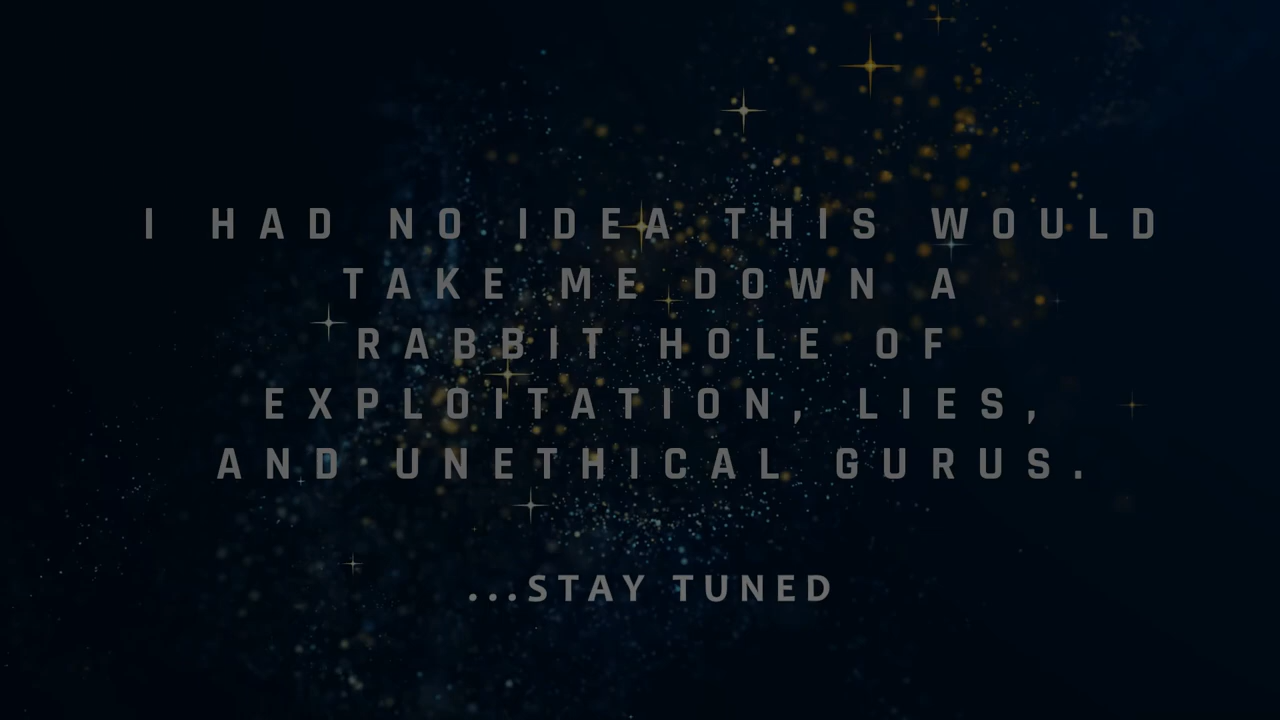 I HAD NO IDEA THIS WOULD
TAKE ME DOWN A
RABBIT HOLE OF
EXPLOITATION, LIES,
AND UNETHICAL GURUS.
...STAY TUNED